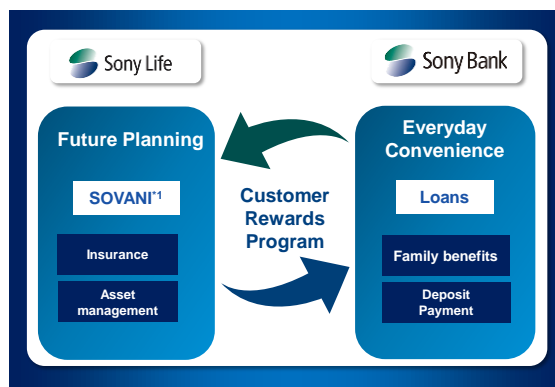 Sony Life
Sony Bank
Future Planning
SOVANI*1
Insurance
Asset
management
Customer
Rewards
Program
Everyday
Convenience
Loans
Family benefits
Deposit
Payment